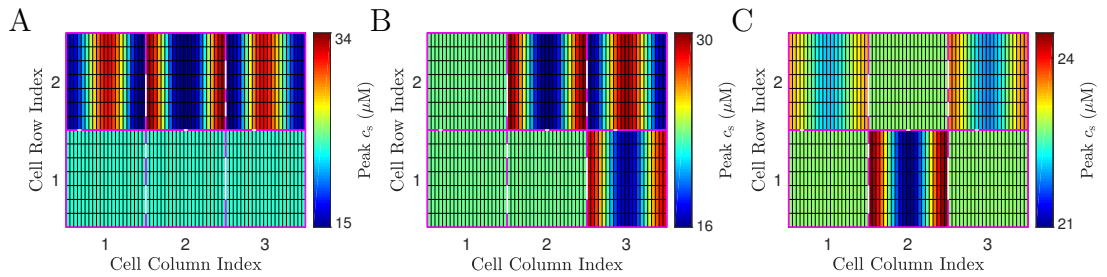 A
Cell Row Index
2
1
1 2 3
Cell Column Index
34
15
Peak c_s (μM)
B
Cell Row Index
2
1
1 2 3
Cell Column Index
30
16
Peak c_s (μM)
C
Cell Row Index
2
1
1 2 3
Cell Column Index
24
21
Peak c_s (μM)